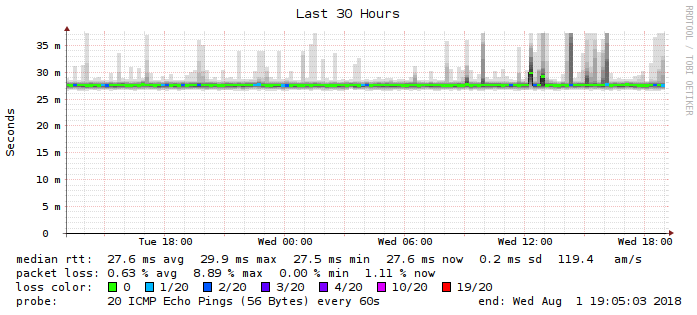 Last 30 Hours
RRDTOOL / TOBI OETIKER
Seconds
35 m
30 m
25 m
20 m
15 m
10 m
5 m
0
Tue 18:00 Wed 00:00 Wed 06:00 Wed 12:00 Wed 18:00
median rtt: 27.6 ms avg 29.9 ms max 27.5 ms min 27.6 ms now 0.2 ms sd 119.4 am/s
packet loss: 0.63 % avg 8.89 % max 0.00 % min 1.11 % now
loss color: 0 1/20 2/20 3/20 4/20 10/20 19/20
probe: 20 ICMP Echo Pings (56 Bytes) every 60s end: Wed Aug 1 19:05:03 2018